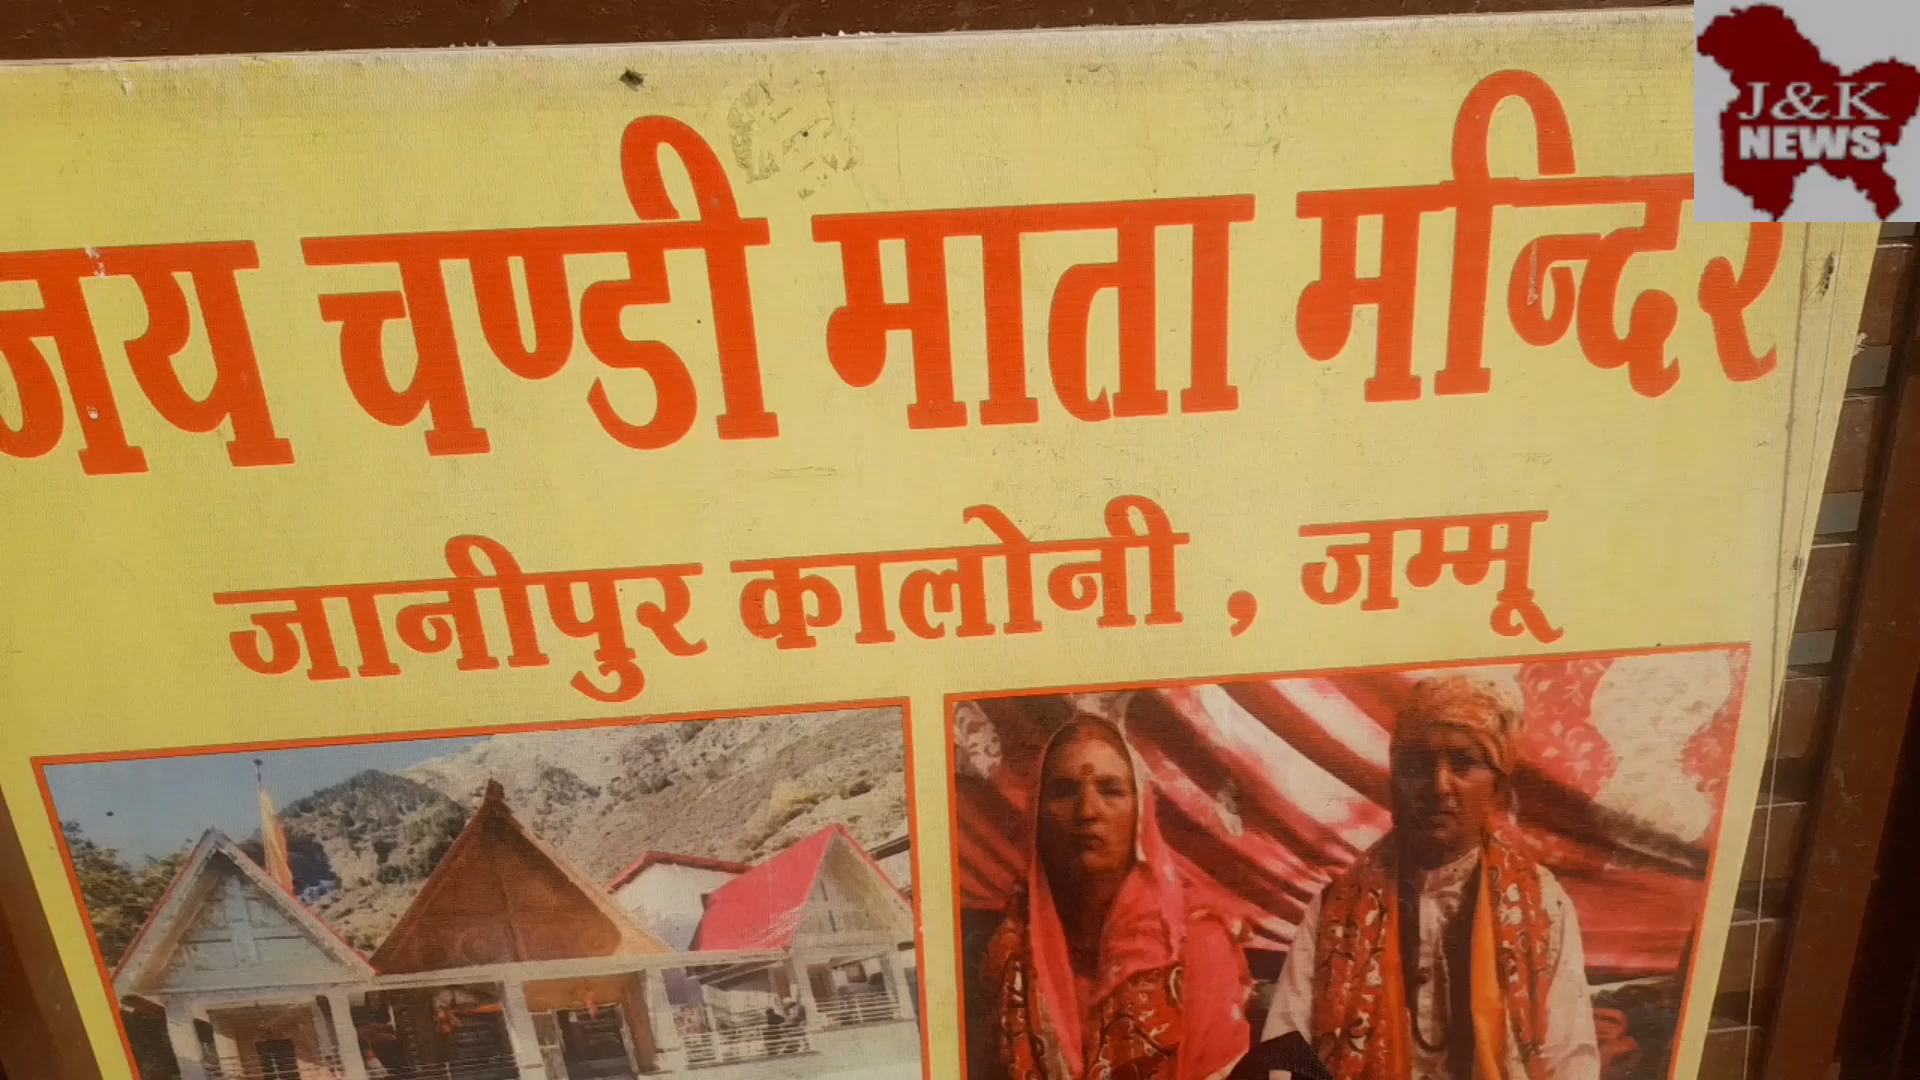 जय चण्डी माता मन्दिर
जानीपुर कालोनी , जम्मू
J&K
NEWS